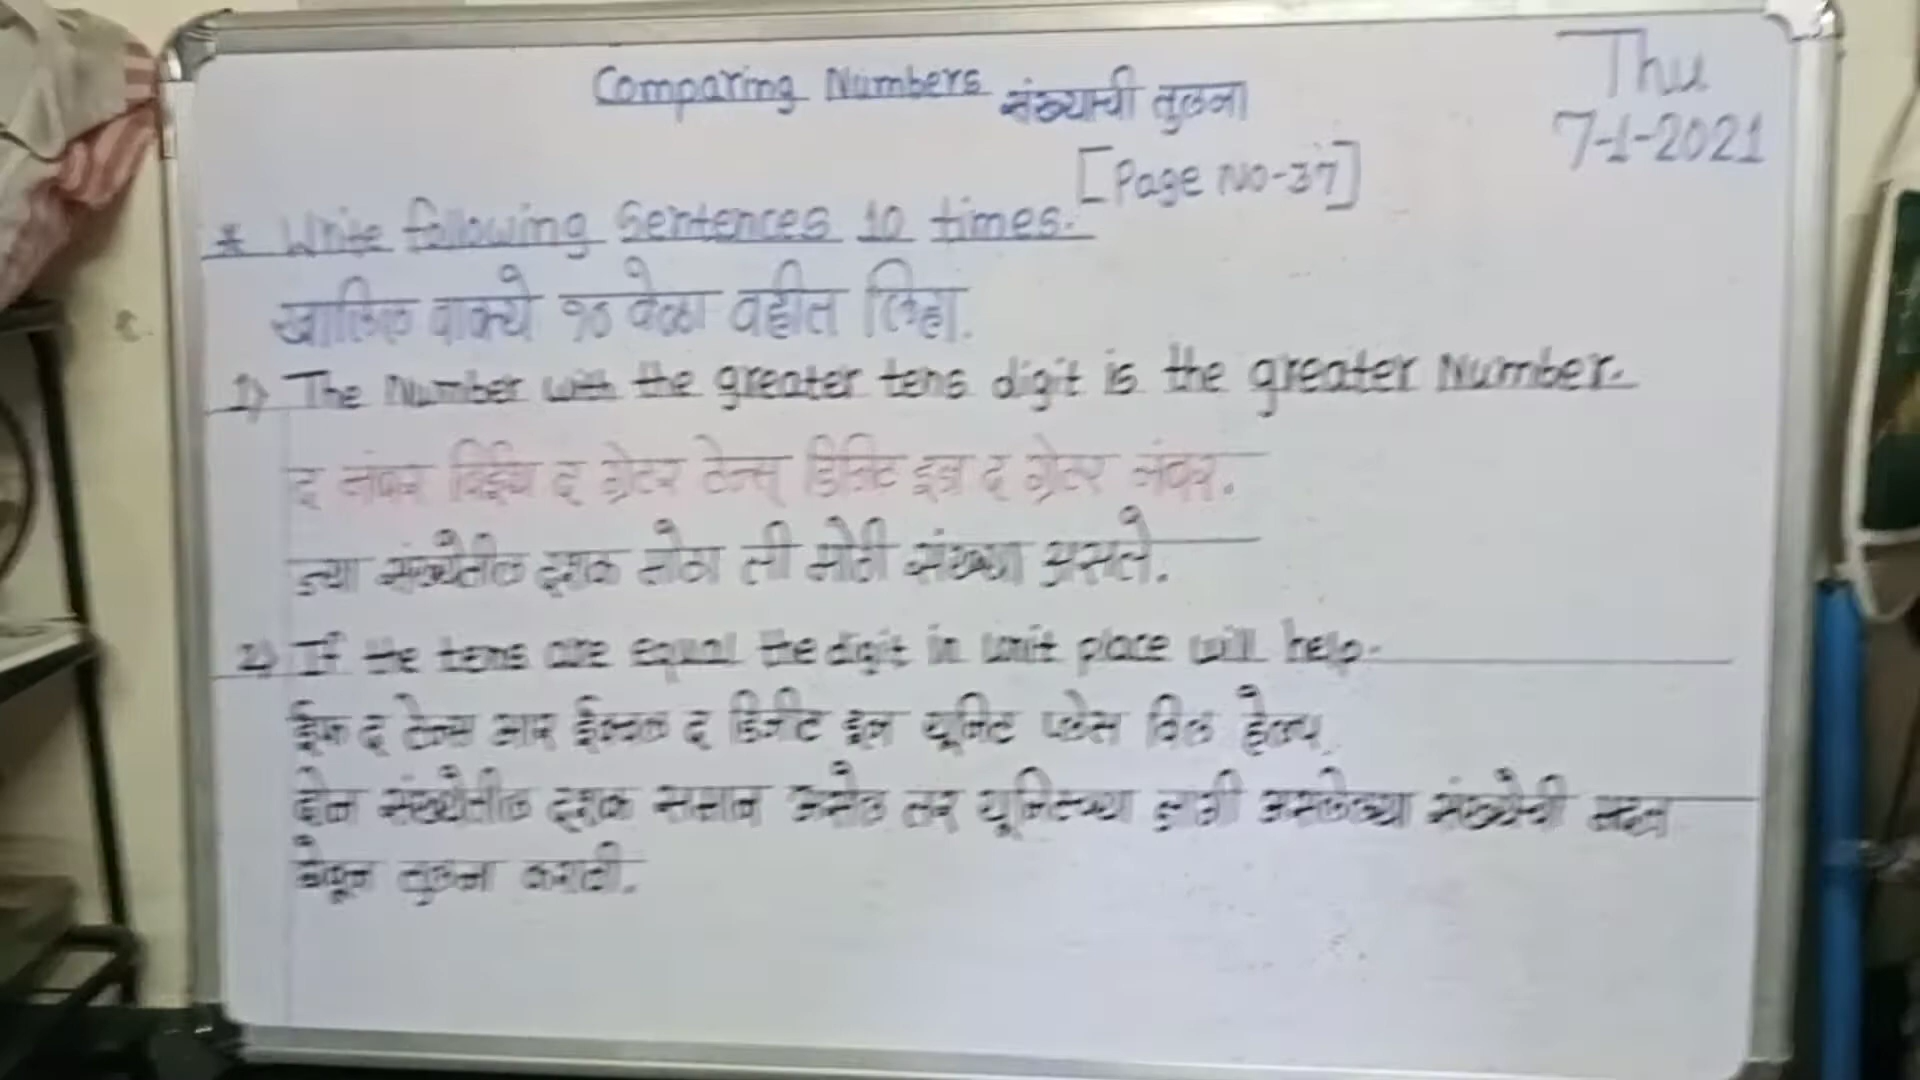 Comparing Numbers संख्याची तुलना
Thu
7-1-2021
[Page No-37]
* Write following Sentences 10 times.
खालिल वाक्ये १० वेळा वहीत लिहा.
1) The Number with the greater tens digit is the greater Number.
द नंबर विईथ द ग्रेटर टेन्स् डिजिट इज द ग्रेटर नंबर.
ज्या संख्येतील दशक मोठा ती मोठी संख्या असते.
2) If the tens are equal the digit in unit place will help.
ईफ द टेन्स आर ईक्वल द डिजीट इन यूनिट प्लेस विल हेल्प
दोन संख्येतील दशक समान असेल तर यूनिटच्या जागी असलेल्या संख्येची मदत
घेवून तुलना करावी.